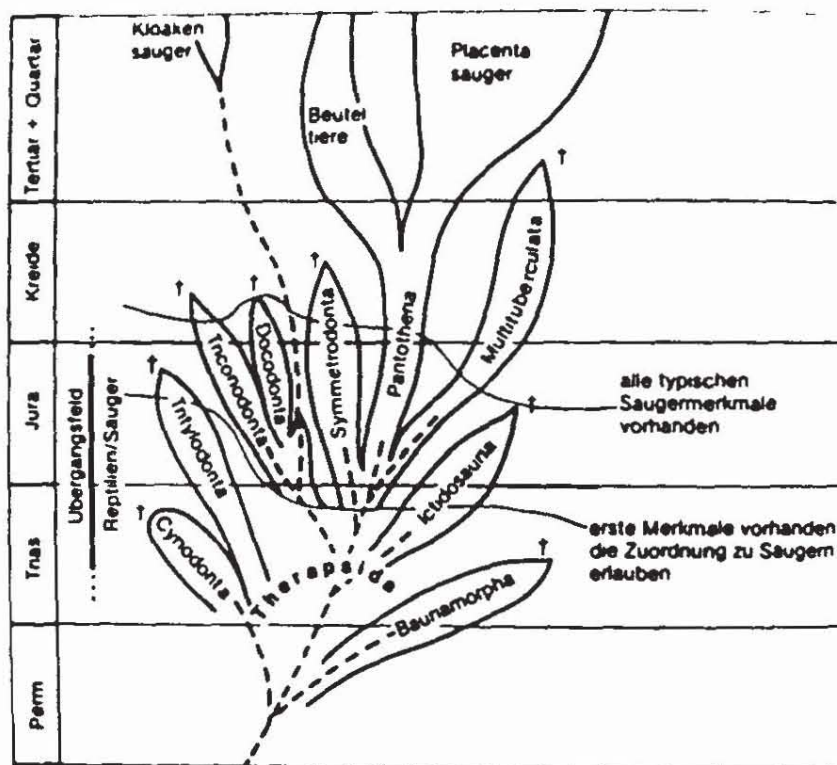 Kloaken
sauger
Placenta
sauger
Beutel
tiere
Tertiar + Quartar
Kreide
Jura
Trias
Perm
Übergangsfeld
Reptilien/Sauger
†
†
†
†
†
†
†
†
Triconodonta
Docodonta
Symmetrodonta
Pantotheria
Multituberculata
Tritylodonta
Cynodonta
Ictidosauria
Therapsida
Baunamorpha
alle typischen
Saugermerkmale
vorhanden
erste Merkmale vorhanden
die Zuordnung zu Saugern
erlauben